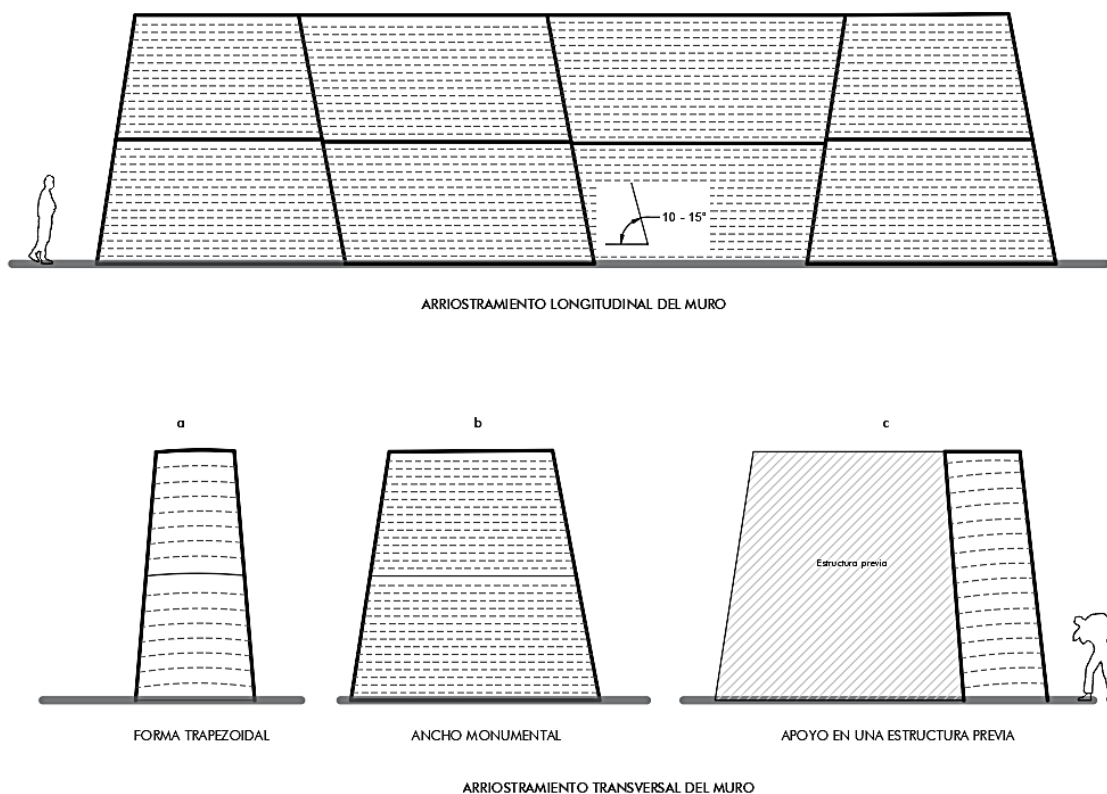 10 - 15°
ARRIOSTRAMIENTO LONGITUDINAL DEL MURO
a
b
c
Estructura previa
FORMA TRAPEZOIDAL
ANCHO MONUMENTAL
APOYO EN UNA ESTRUCTURA PREVIA
ARRIOSTRAMIENTO TRANSVERSAL DEL MURO